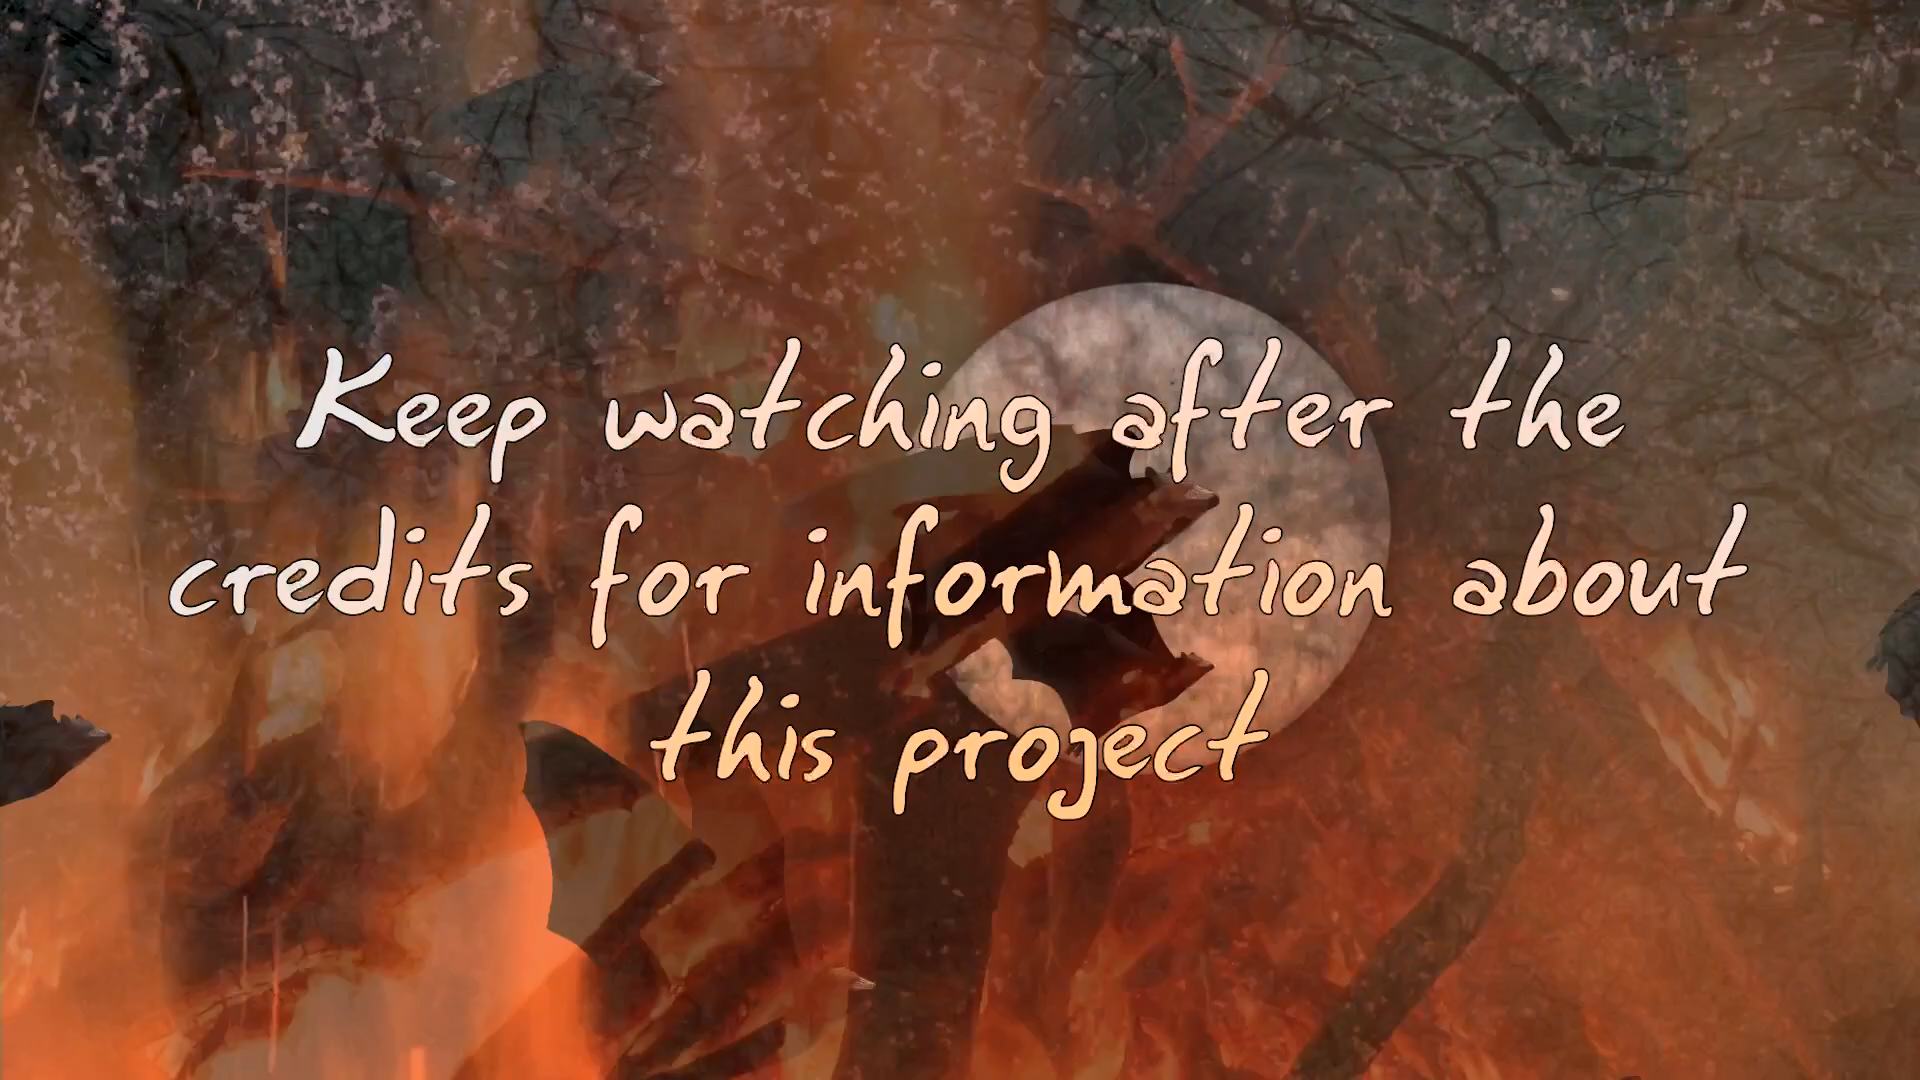 Keep watching after the
credits for information about
this project